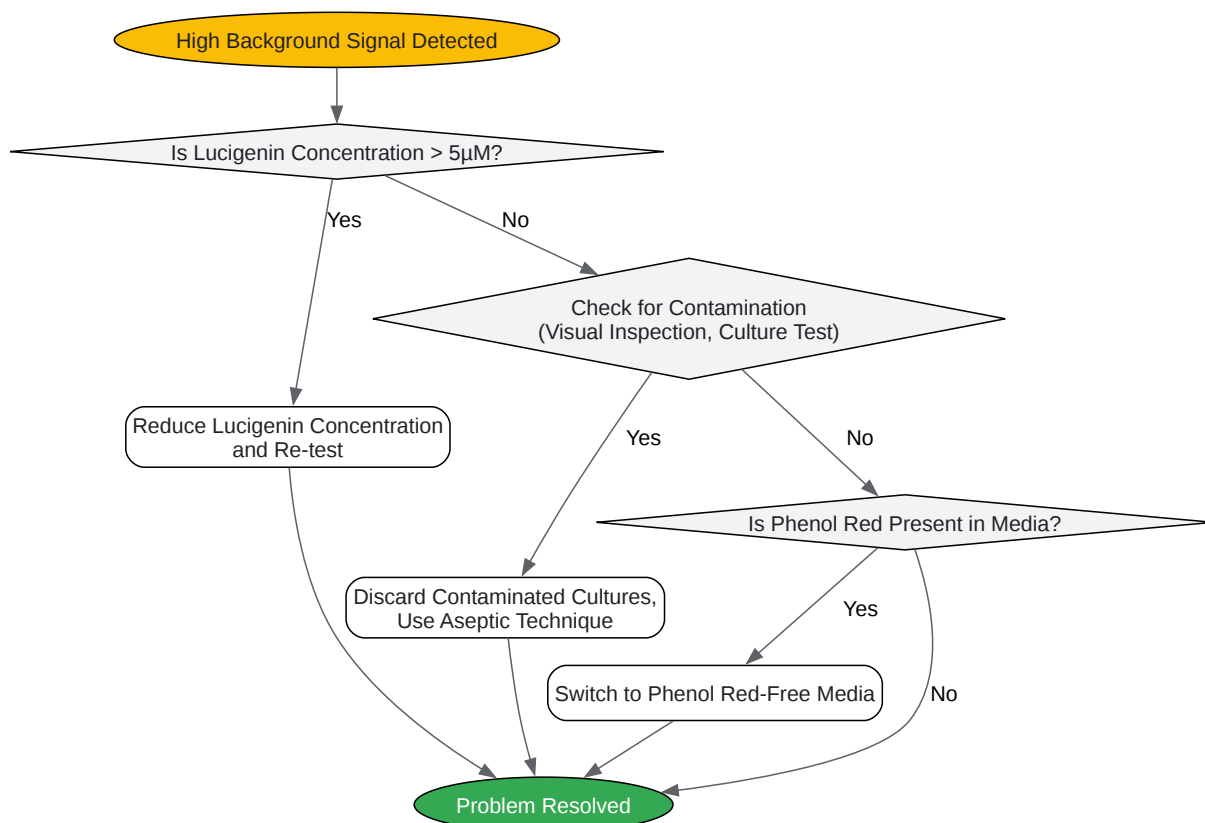 High Background Signal Detected
Is Lucigenin Concentration > 5µM?
Yes
No
Check for Contamination
(Visual Inspection, Culture Test)
Reduce Lucigenin Concentration
and Re-test
Yes
No
Is Phenol Red Present in Media?
Discard Contaminated Cultures,
Use Aseptic Technique
Yes
Switch to Phenol Red-Free Media
No
Problem Resolved